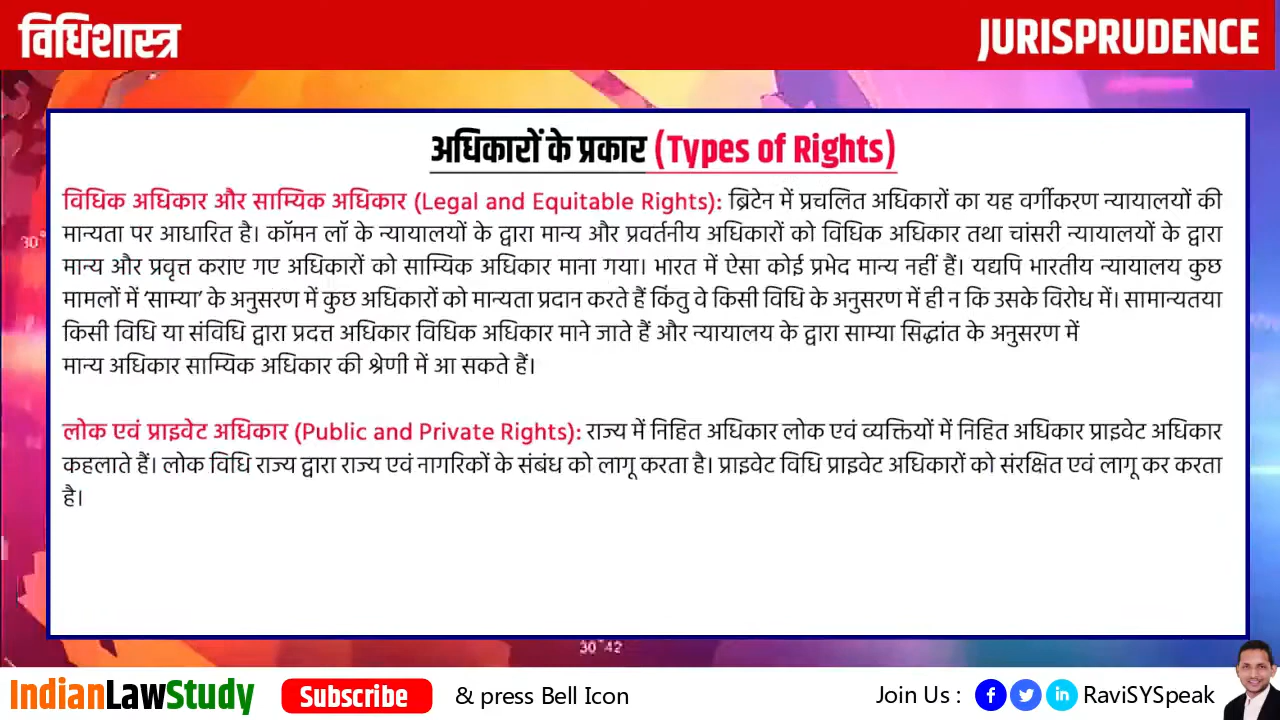 विधिशास्त्र
JURISPRUDENCE
अधिकारों के प्रकार (Types of Rights)
विधिक अधिकार और साम्यिक अधिकार (Legal and Equitable Rights): ब्रिटेन में प्रचलित अधिकारों का यह वर्गीकरण न्यायालयों की
मान्यता पर आधारित है। कॉमन लॉ के न्यायालयों के द्वारा मान्य और प्रवर्तनीय अधिकारों को विधिक अधिकार तथा चांसरी न्यायालयों के द्वारा
मान्य और प्रवृत्त कराए गए अधिकारों को साम्यिक अधिकार माना गया। भारत में ऐसा कोई प्रभेद मान्य नहीं हैं। यद्यपि भारतीय न्यायालय कुछ
मामलों में ‘साम्या’ के अनुसरण में कुछ अधिकारों को मान्यता प्रदान करते हैं किंतु वे किसी विधि के अनुसरण में ही न कि उसके विरोध में। सामान्यतया
किसी विधि या संविधि द्वारा प्रदत्त अधिकार विधिक अधिकार माने जाते हैं और न्यायालय के द्वारा साम्या सिद्धांत के अनुसरण में
मान्य अधिकार साम्यिक अधिकार की श्रेणी में आ सकते हैं।
लोक एवं प्राइवेट अधिकार (Public and Private Rights): राज्य में निहित अधिकार लोक एवं व्यक्तियों में निहित अधिकार प्राइवेट अधिकार
कहलाते हैं। लोक विधि राज्य द्वारा राज्य एवं नागरिकों के संबंध को लागू करता है। प्राइवेट विधि प्राइवेट अधिकारों को संरक्षित एवं लागू कर करता
है।
IndianLawStudy
Subscribe
& press Bell Icon
Join Us :
RaviSYSpeak